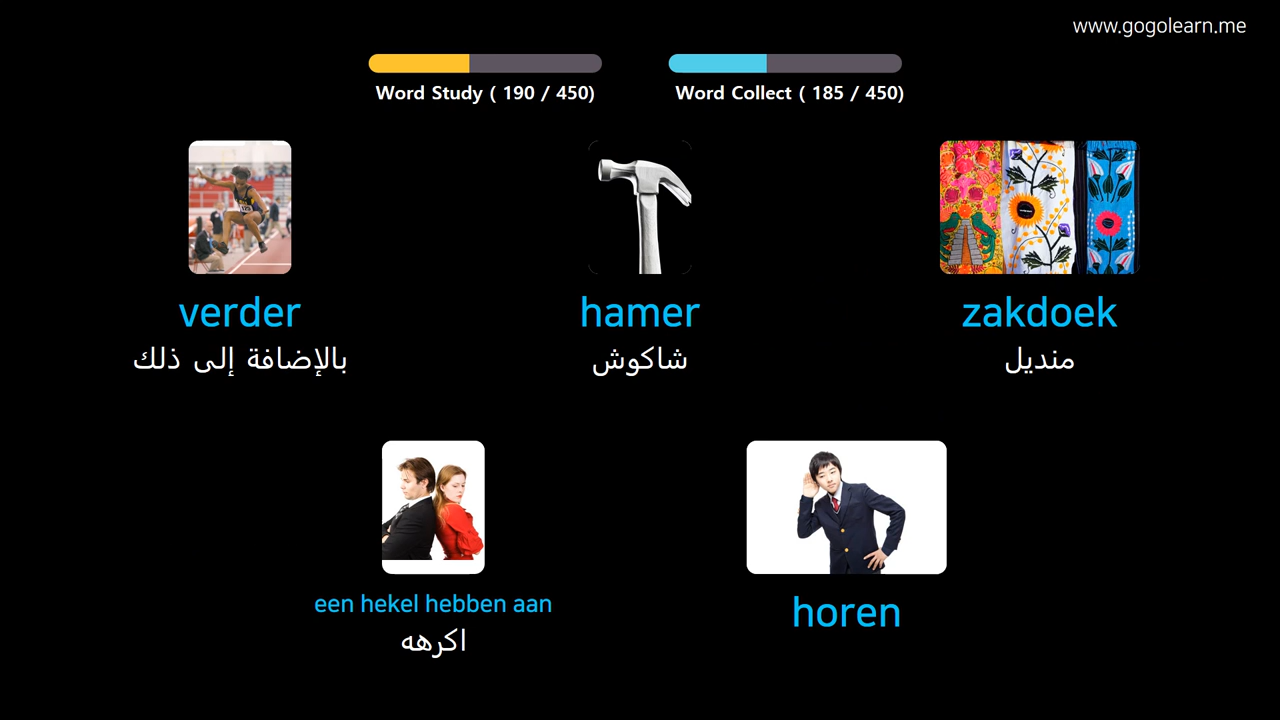 www.gogolearn.me
Word Study ( 190 / 450)
Word Collect ( 185 / 450)
verder
بالإضافة إلى ذلك
hamer
شاكوش
zakdoek
منديل
een hekel hebben aan
اكرهه
horen